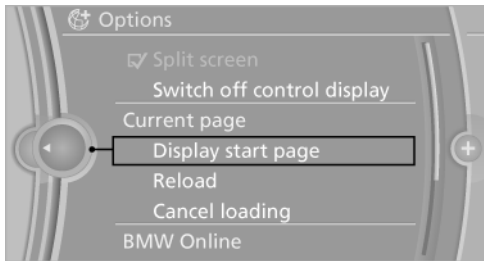 Options
Split screen
Switch off control display
Current page
Display start page
Reload
Cancel loading
BMW Online